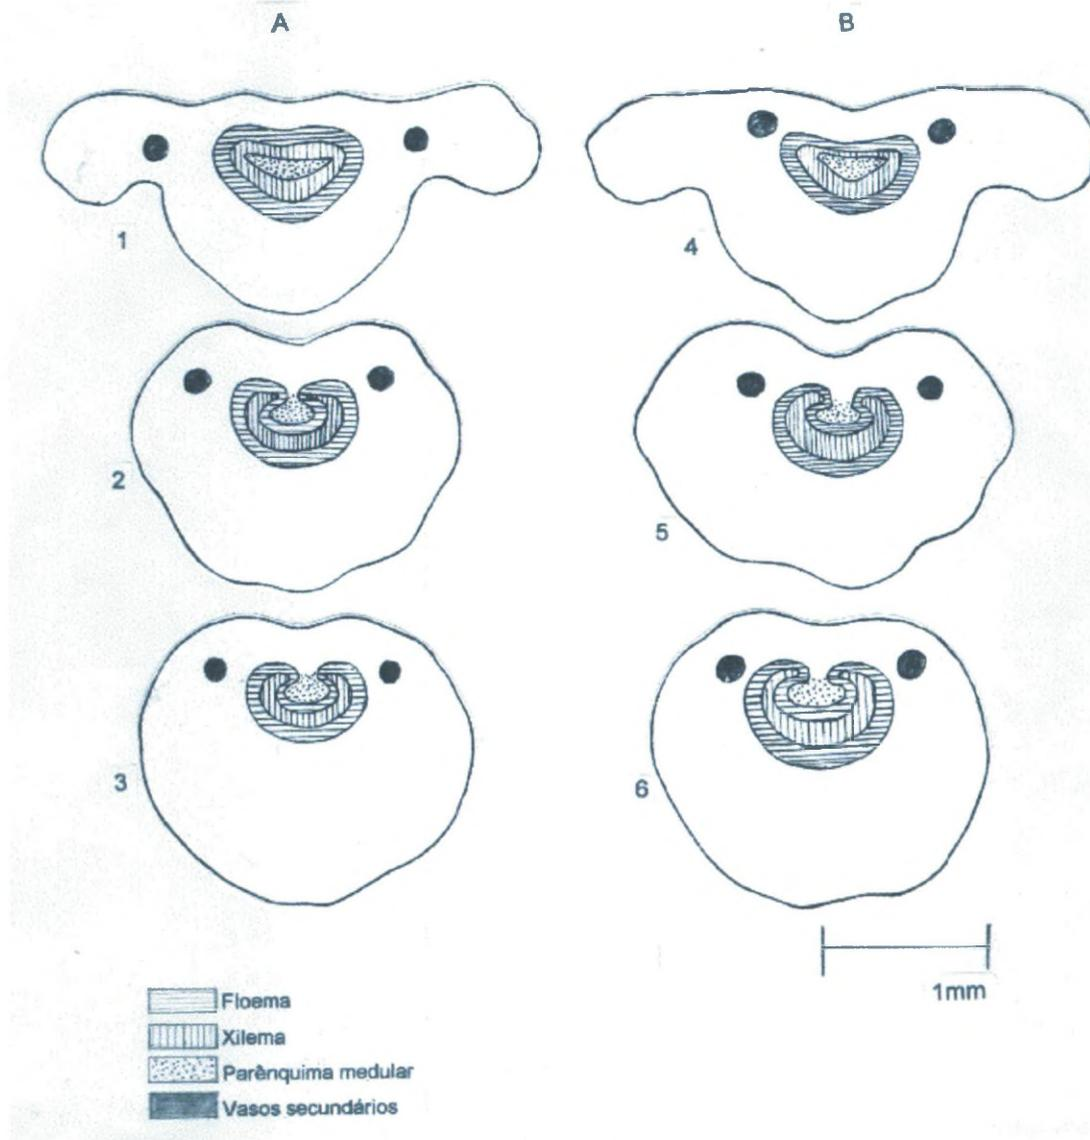 A B
1 4
2
5
3 6
1mm
Floema
Xilema
Parênquima medular
Vasos secundários